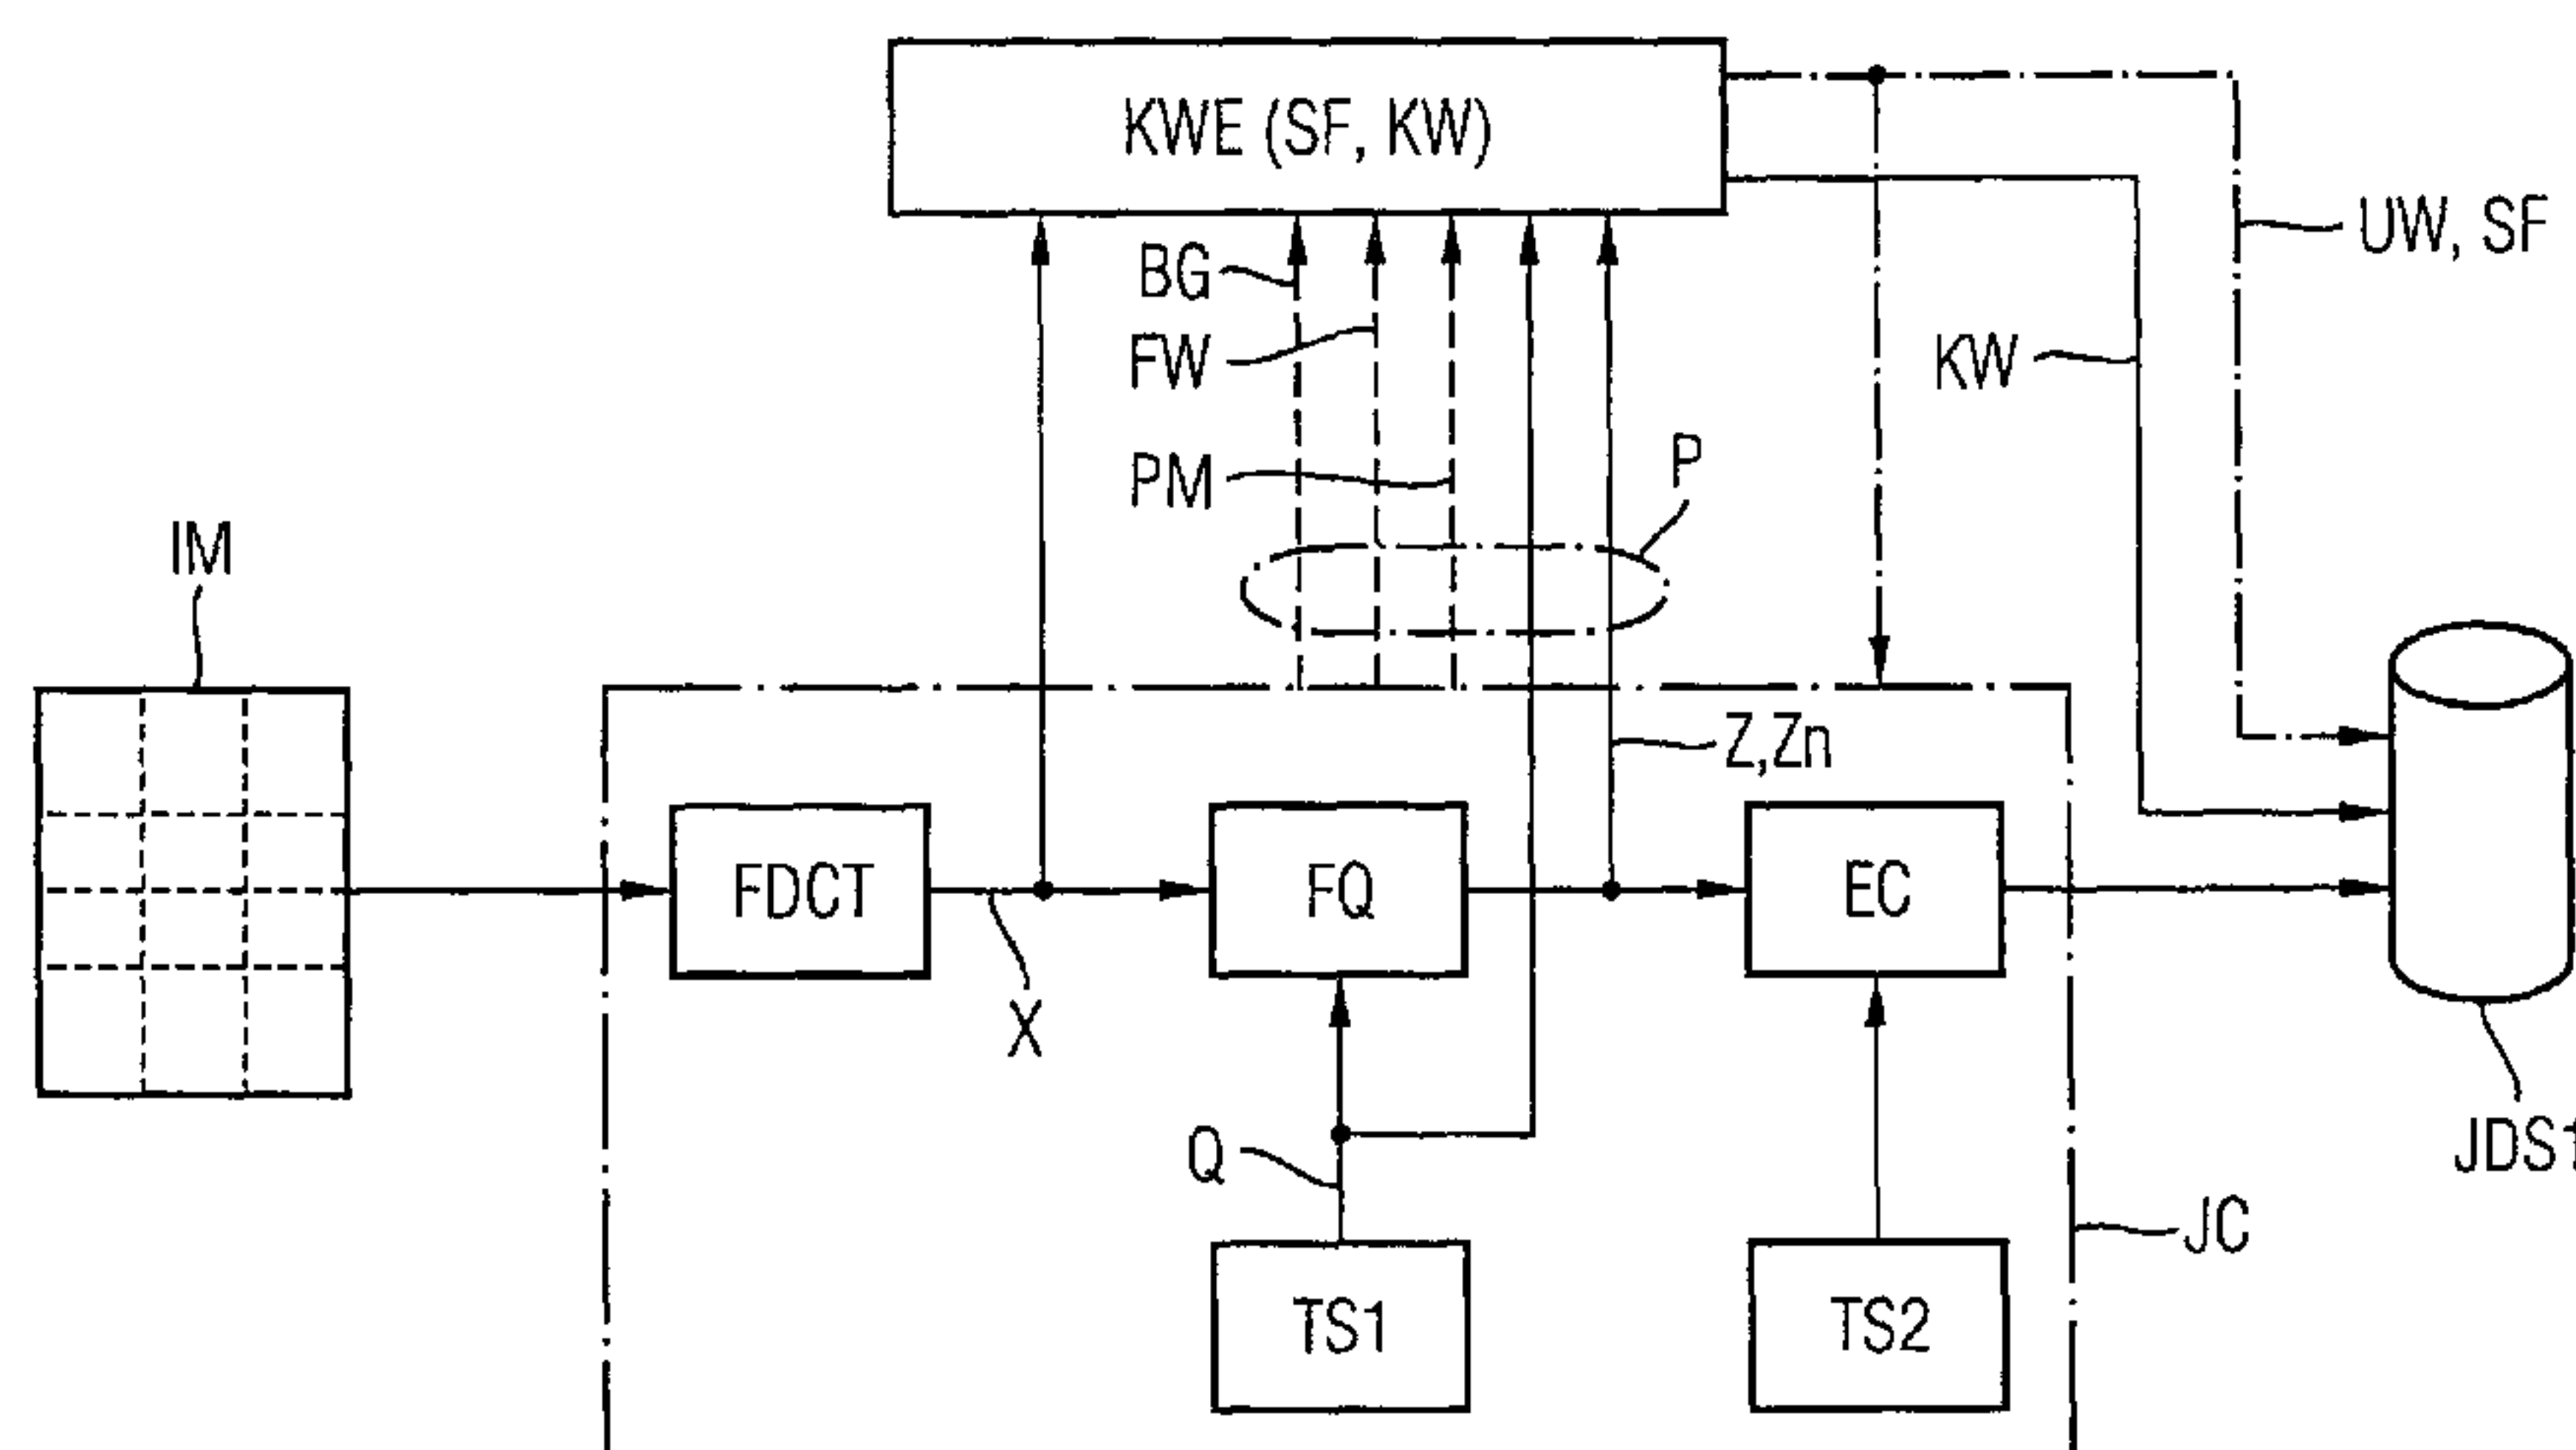 KWE (SF, KW)
BG
UW, SF
FW
KW
PM
P
IM
Z,Zn
FDCT
FQ
EC
X
Q
JDS1
JC
TS1
TS2